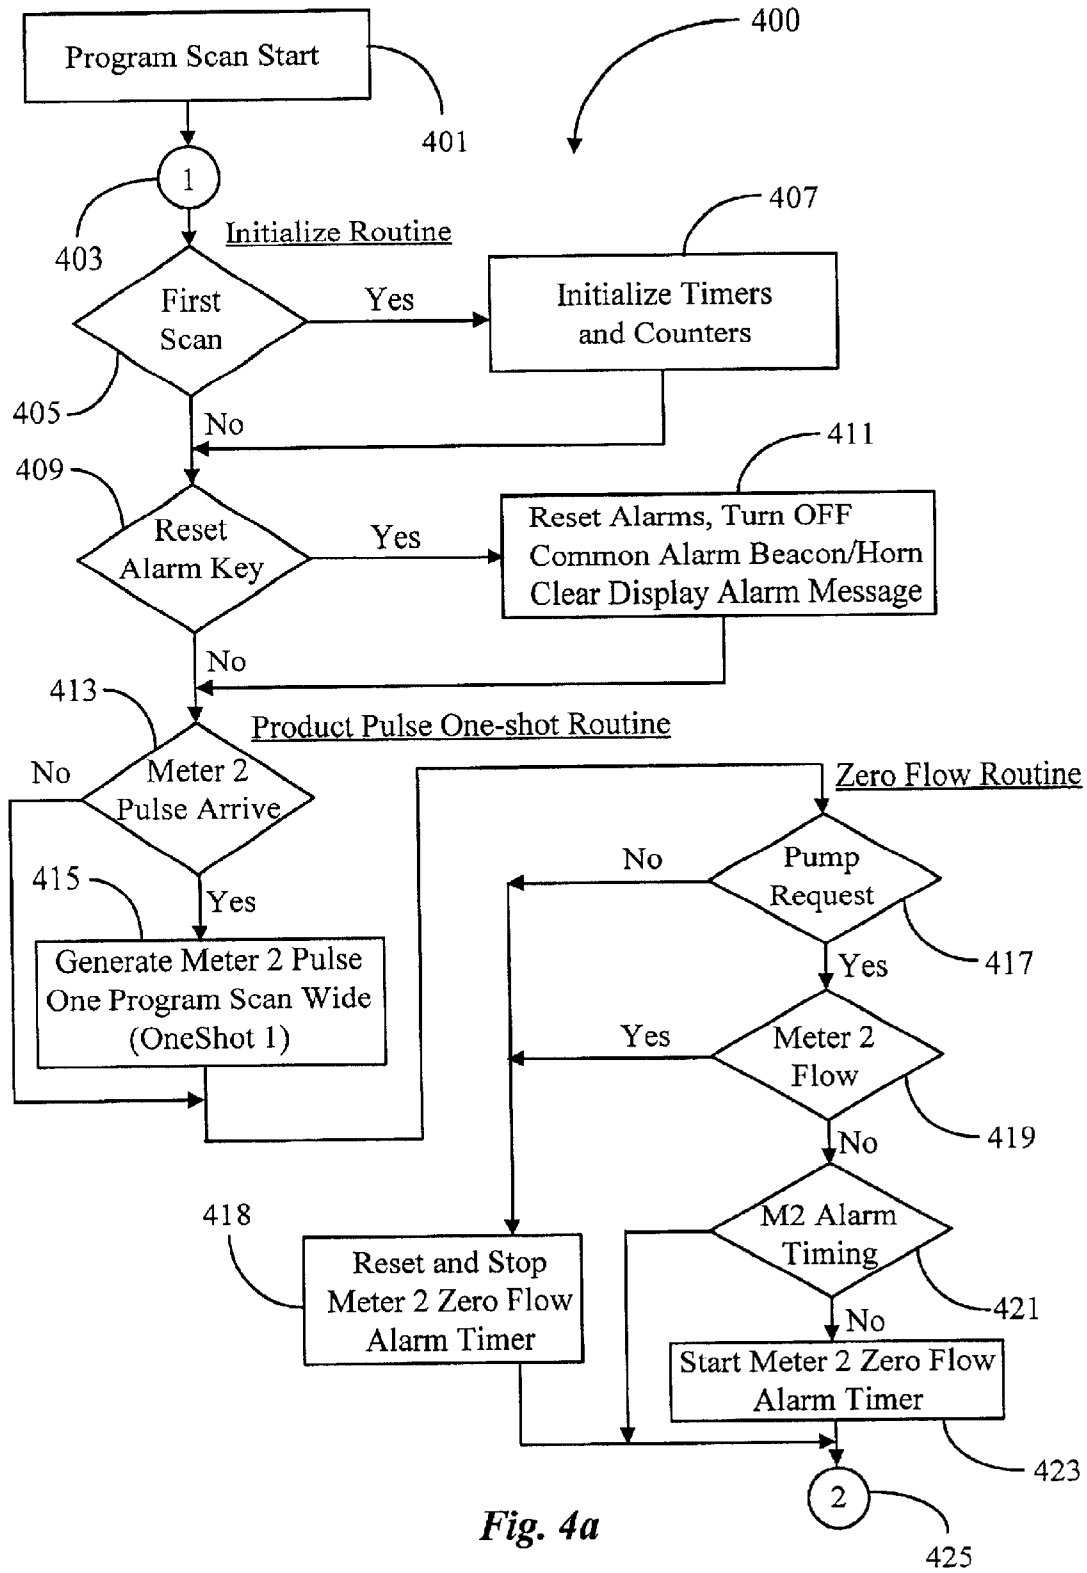 400
Program Scan Start
401
1
403
Initialize Routine
407
First
Scan
Yes
Initialize Timers
and Counters
405
No
411
409
Reset
Alarm Key
Yes
Reset Alarms, Turn OFF
Common Alarm Beacon/Horn
Clear Display Alarm Message
No
413
Product Pulse One-shot Routine
No
Meter 2
Pulse Arrive
Zero Flow Routine
415
Yes
Generate Meter 2 Pulse
One Program Scan Wide
(OneShot 1)
No
Pump
Request
417
Yes
Yes
Meter 2
Flow
419
No
418
M2 Alarm
Timing
421
Reset and Stop
Meter 2 Zero Flow
Alarm Timer
No
Start Meter 2 Zero Flow
Alarm Timer
423
2
425
Fig. 4a